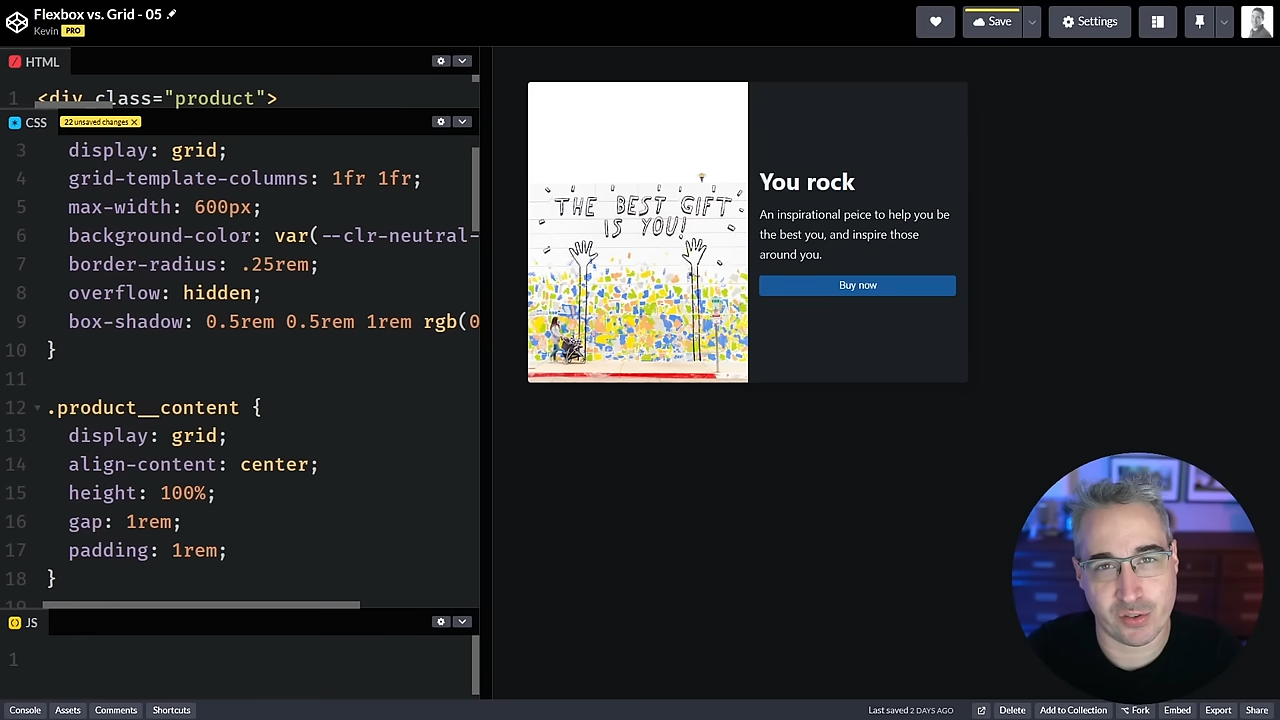 Flexbox vs. Grid - 05
Kevin PRO
Save
Settings
HTML
1 <div class="product">
CSS 22 unsaved changes X
3 display: grid;
4 grid-template-columns: 1fr 1fr;
5 max-width: 600px;
6 background-color: var(--clr-neutral-
7 border-radius: .25rem;
8 overflow: hidden;
9 box-shadow: 0.5rem 0.5rem 1rem rgb(0
10 }
11
12 .product__content {
13 display: grid;
14 align-content: center;
15 height: 100%;
16 gap: 1rem;
17 padding: 1rem;
18 }
19
JS
1
THE BEST GIFT
IS YOU!
You rock
An inspirational peice to help you be
the best you, and inspire those
around you.
Buy now
Console Assets Comments Shortcuts
Last saved 2 DAYS AGO Delete Add to Collection Fork Embed Export Share